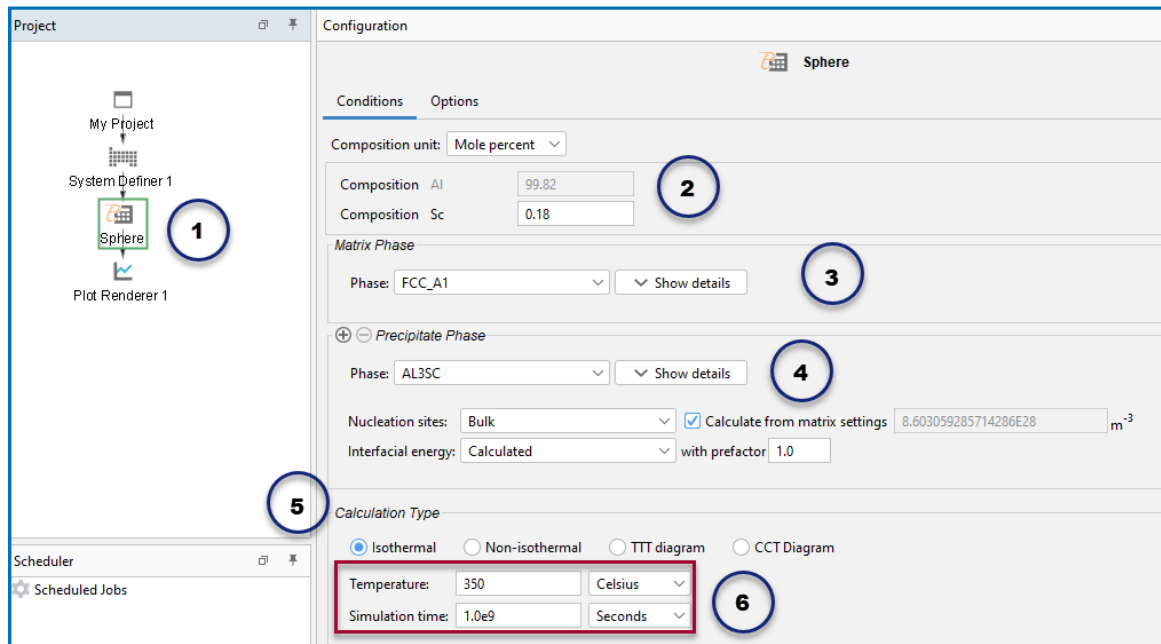 Project
My Project
System Definer 1
Sphere
1
Plot Renderer 1
Scheduler
Scheduled Jobs
Configuration
Sphere
Conditions Options
Composition unit: Mole percent
Composition Al 99.82
2
Composition Sc 0.18
Matrix Phase
Phase: FCC_A1 Show details
3
Precipitate Phase
Phase: AL3SC Show details
4
Nucleation sites: Bulk Calculate from matrix settings 8.603059285714286E28 m-3
Interfacial energy: Calculated with prefactor 1.0
5
Calculation Type
Isothermal Non-isothermal TTT diagram CCT Diagram
Temperature: 350 Celsius
Simulation time: 1.0e9 Seconds
6